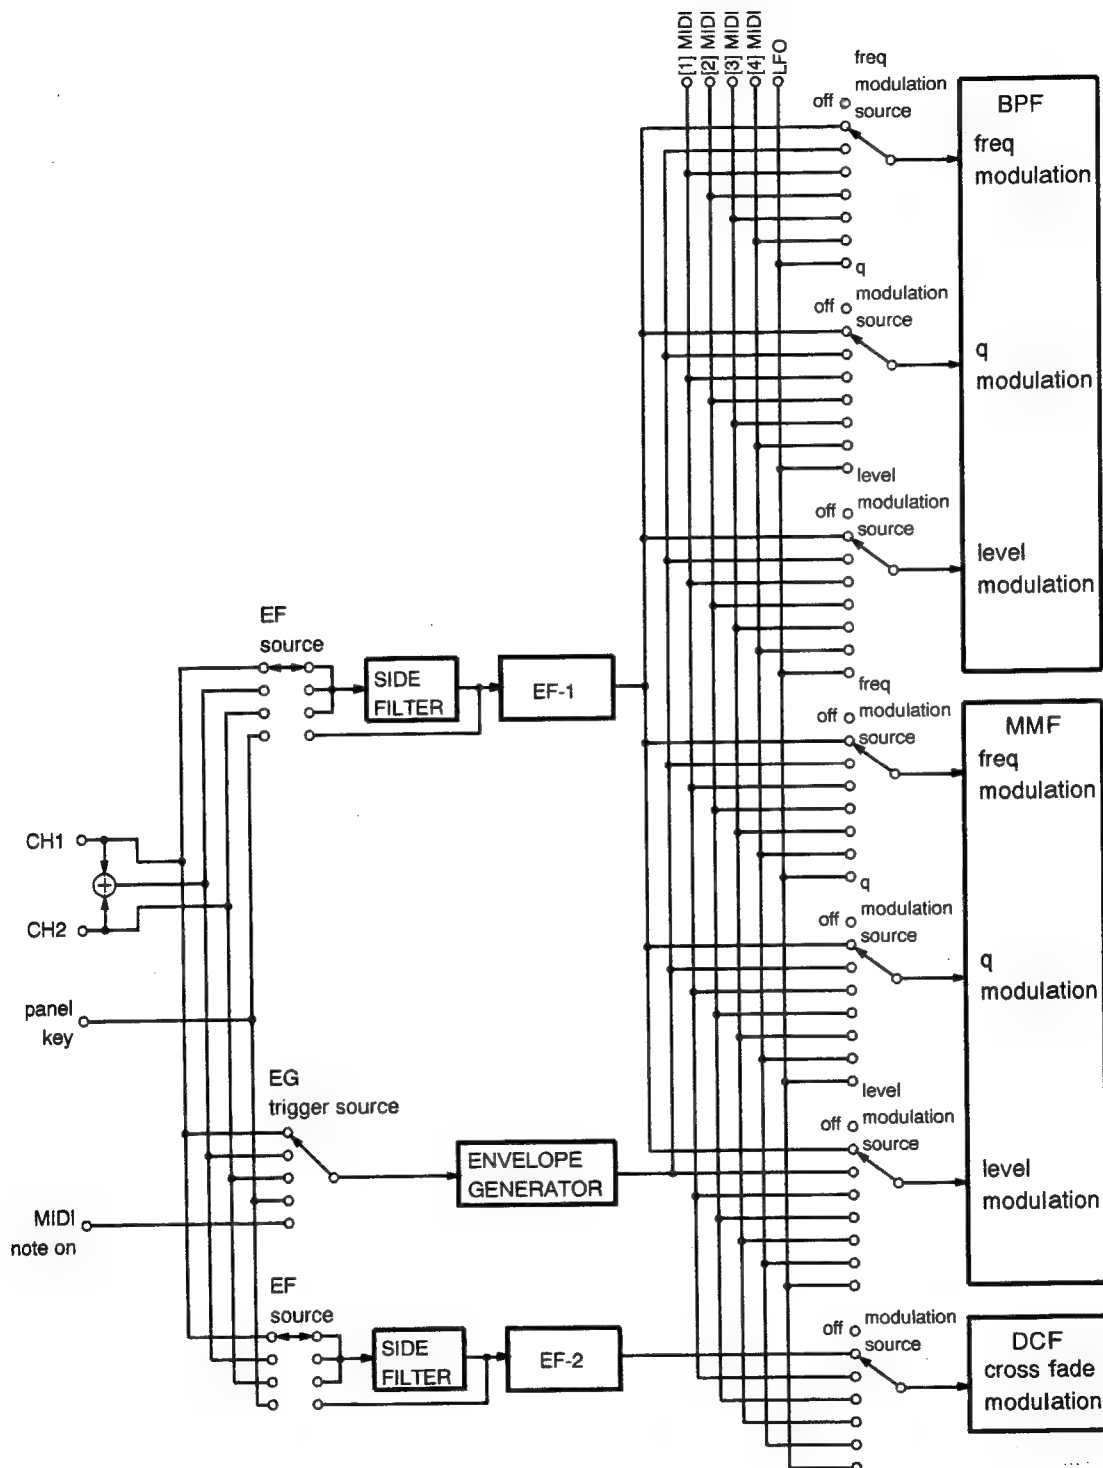 [1] MIDI
[2] MIDI
[3] MIDI
[4] MIDI
LFO
freq
modulation
source
off
BPF
freq
modulation
q
modulation
source
off
q
modulation
level
modulation
source
off
level
modulation
EF
source
SIDE
FILTER
EF-1
freq
modulation
source
off
MMF
freq
modulation
CH1
+
CH2
q
modulation
source
off
q
modulation
panel
key
EG
trigger source
level
modulation
source
off
ENVELOPE
GENERATOR
level
modulation
MIDI
note on
EF
source
SIDE
FILTER
EF-2
modulation
source
off
DCF
cross fade
modulation